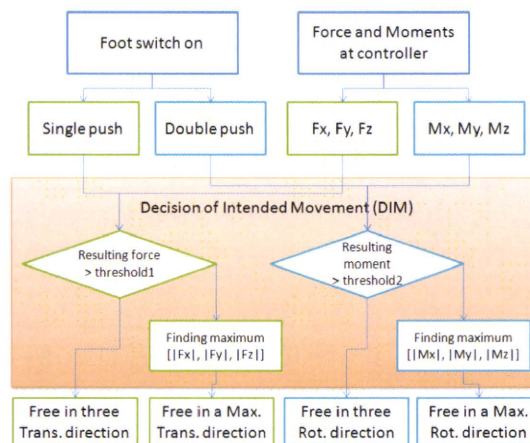 Foot switch on
Force and Moments
at controller
Single push
Double push
Fx, Fy, Fz
Mx, My, Mz
Decision of Intended Movement (DIM)
Resulting force
> threshold1
Resulting
moment
> threshold2
Finding maximum
[|Fx|, |Fy|, |Fz|]
Finding maximum
[|Mx|, |My|, |Mz|]
Free in three
Trans. direction
Free in a Max.
Trans. direction
Free in three
Rot. direction
Free in a Max.
Rot. direction